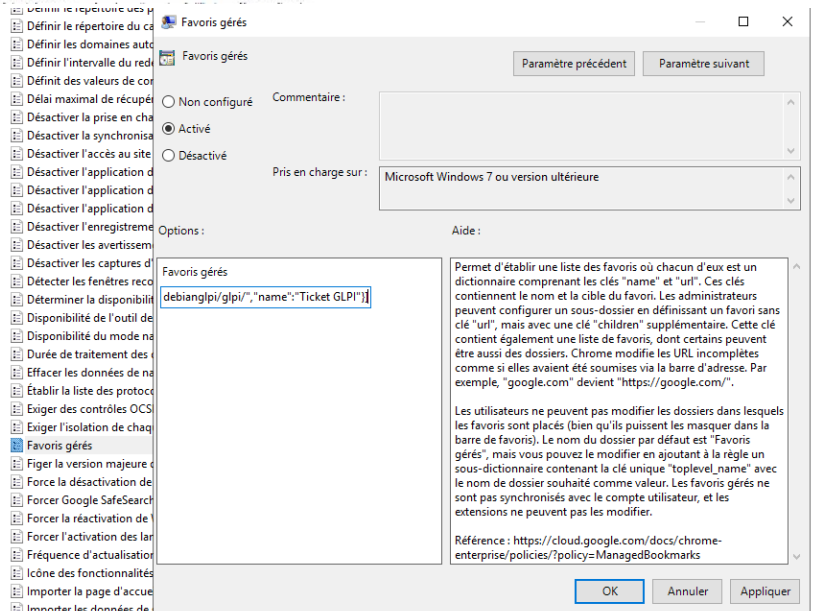 Définir le répertoire des p
Définir le répertoire du ca
Définir les domaines auto
Définir l'intervalle du rede
Définit des valeurs de con
Délai maximal de récupér
Désactiver la prise en cha
Désactiver la synchronisa
Désactiver l'accès au site
Désactiver l'application d
Désactiver l'application d
Désactiver l'application d
Désactiver l'enregistreme
Désactiver les avertissem
Désactiver les captures d'
Détecter les fenêtres reco
Déterminer la disponibilit
Disponibilité de l'outil de
Disponibilité du mode na
Durée de traitement des
Effacer les données de na
Établir la liste des protoco
Exiger des contrôles OCSI
Exiger l'isolation de chaq
Favoris gérés
Figer la version majeure d
Force la désactivation de
Forcer Google SafeSearch
Forcer la réactivation de
Forcer l'activation des lan
Fréquence d'actualisation
Icône des fonctionnalités
Importer la page d'accue
Importer les données de
Favoris gérés
Favoris gérés
Paramètre précédent
Paramètre suivant
Non configuré
Activé
Désactivé
Commentaire :
Pris en charge sur :
Microsoft Windows 7 ou version ultérieure
Options :
Aide :
Favoris gérés
debianglpi/glpi/","name":"Ticket GLPI"}]
Permet d'établir une liste des favoris où chacun d'eux est un
dictionnaire comprenant les clés "name" et "url". Ces clés
contiennent le nom et la cible du favori. Les administrateurs
peuvent configurer un sous-dossier en définissant un favori sans
clé "url", mais avec une clé "children" supplémentaire. Cette clé
contient également une liste de favoris, dont certains peuvent
être aussi des dossiers. Chrome modifie les URL incomplètes
comme si elles avaient été soumises via la barre d'adresse. Par
exemple, "google.com" devient "https://google.com/".
Les utilisateurs ne peuvent pas modifier les dossiers dans lesquels
les favoris sont placés (bien qu'ils puissent les masquer dans la
barre de favoris). Le nom du dossier par défaut est "Favoris
gérés", mais vous pouvez le modifier en ajoutant à la règle un
sous-dictionnaire contenant la clé unique "toplevel_name" avec
le nom de dossier souhaité comme valeur. Les favoris gérés ne
sont pas synchronisés avec le compte utilisateur, et les
extensions ne peuvent pas les modifier.
Référence : https://cloud.google.com/docs/chrome-
enterprise/policies/?policy=ManagedBookmarks
OK
Annuler
Appliquer